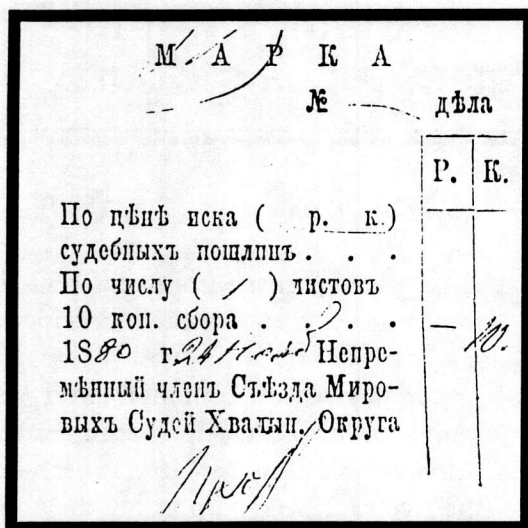 МАРКА
№ дѣла
Р. К.
По цѣнѣ иска ( р. к.)
судебныхъ пошлинъ . . .
По числу ( / ) листовъ
10 коп. сбора . . . . — 10.
1880 г. 24 Непре-
мѣнный членъ Съѣзда Миро-
выхъ Судей Хвалын. Округа